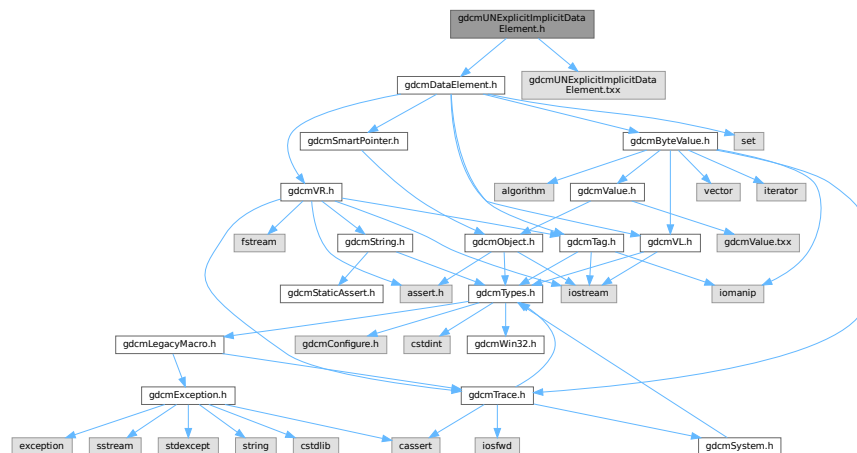 gdcmUNExplicitImplicitData
Element.h
gdcmDataElement.h
gdcmUNExplicitImplicitData
Element.txx
gdcmSmartPointer.h
gdcmByteValue.h
set
gdcmVR.h
algorithm
gdcmValue.h
vector
iterator
fstream
gdcmString.h
gdcmObject.h
gdcmTag.h
gdcmVL.h
gdcmValue.txx
gdcmStaticAssert.h
assert.h
gdcmTypes.h
iostream
iomanip
gdcmLegacyMacro.h
gdcmConfigure.h
cstdint
gdcmWin32.h
gdcmException.h
gdcmTrace.h
exception
sstream
stdexcept
string
cstdlib
cassert
iosfwd
gdcmSystem.h